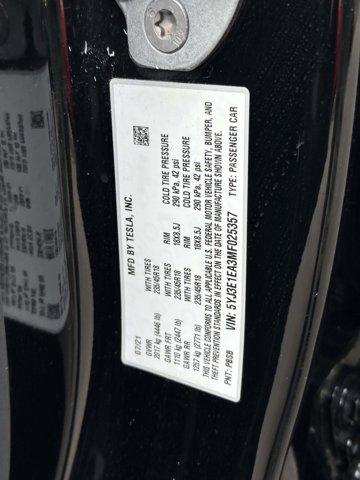 MFD BY TESLA, INC.
07/21
GVWR
2017 kg (4446 lb)
GAWR FRT WITH TIRES RIM COLD TIRE PRESSURE
1110 kg (2447 lb) 235/45R18 18X8.5J 290 kPa, 42 psi
GAWR RR WITH TIRES RIM COLD TIRE PRESSURE
1257 kg (2771 lb) 235/45R18 18X8.5J 290 kPa, 42 psi
THIS VEHICLE CONFORMS TO ALL APPLICABLE U.S. FEDERAL MOTOR VEHICLE SAFETY, BUMPER, AND
THEFT PREVENTION STANDARDS IN EFFECT ON THE DATE OF MANUFACTURE SHOWN ABOVE.
VIN: 5YJ3E1EA3MF025357 TYPE: PASSENGER CAR
PNT: PBSB